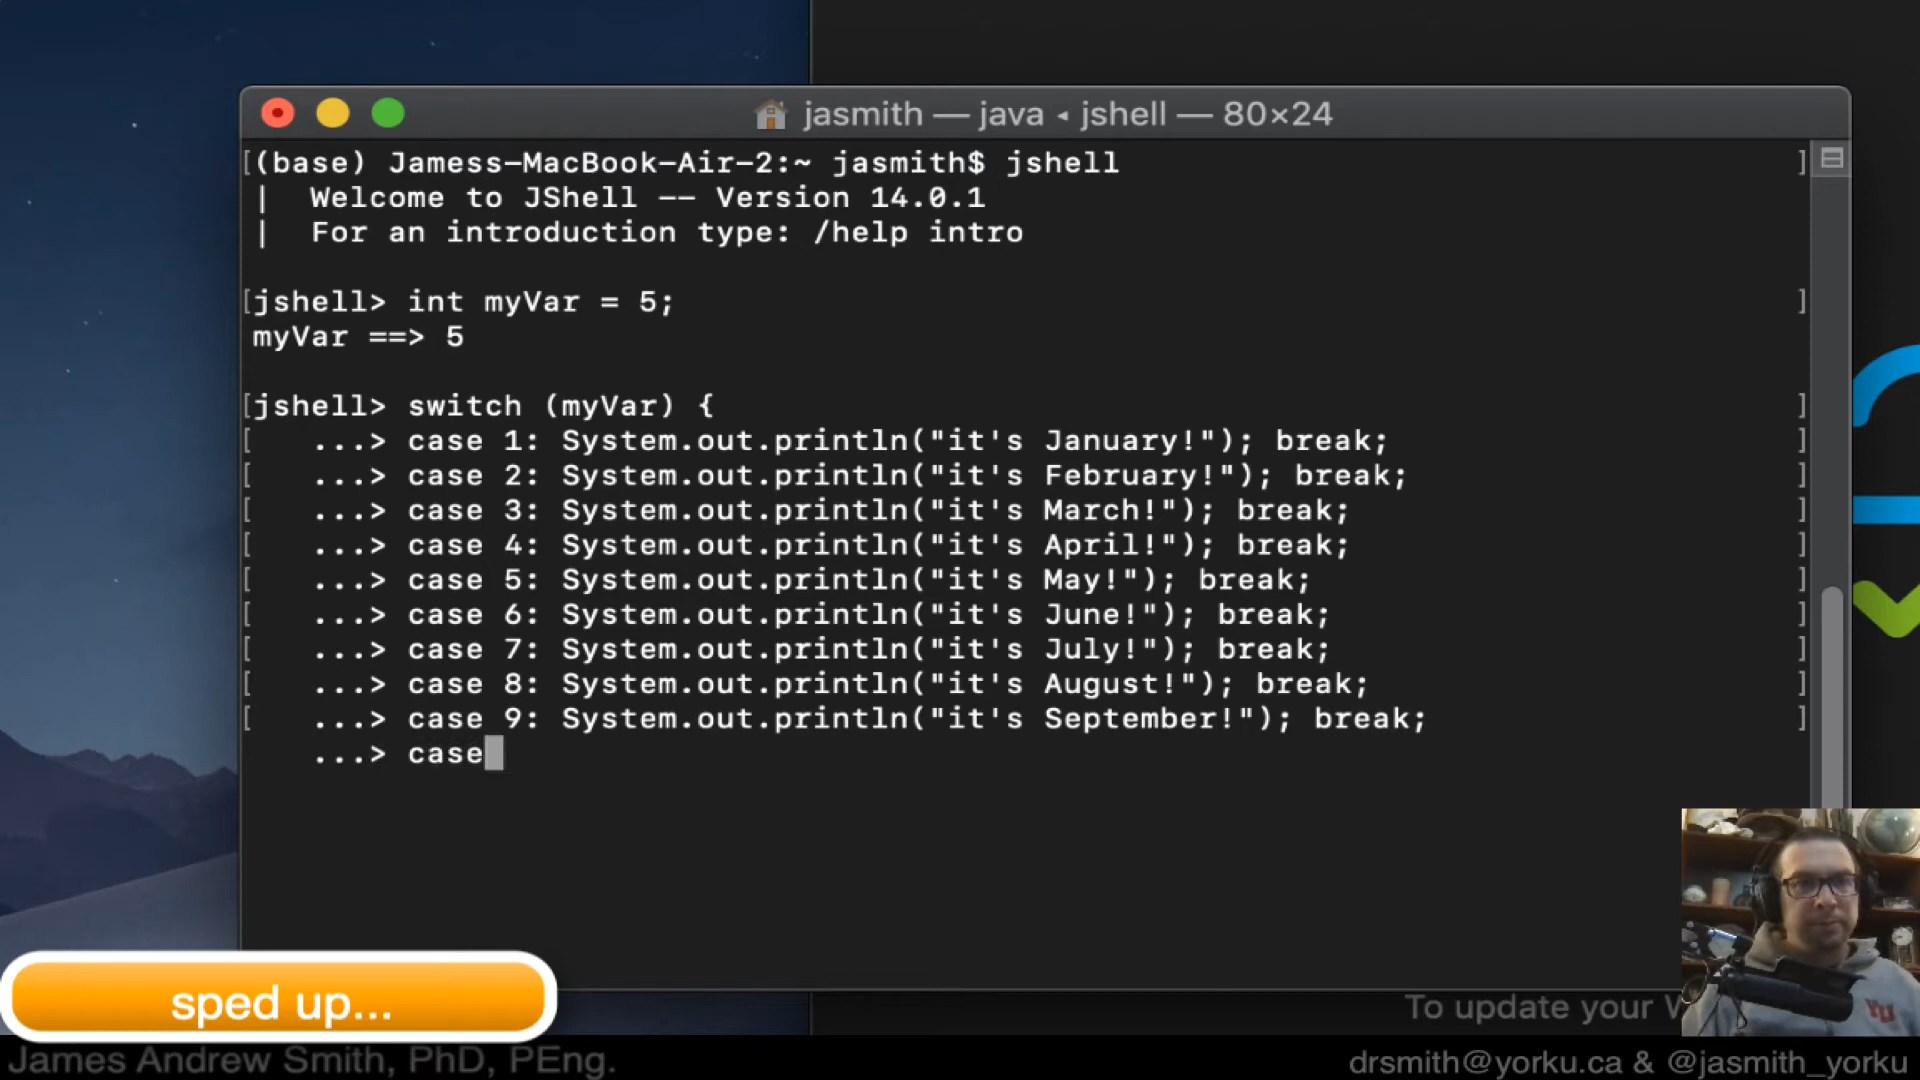 jasmith — java ◂ jshell — 80×24
[(base) Jamess-MacBook-Air-2:~ jasmith$ jshell ]
|  Welcome to JShell -- Version 14.0.1
|  For an introduction type: /help intro
[jshell> int myVar = 5; ]
myVar ==> 5
[jshell> switch (myVar) { ]
[   ...> case 1: System.out.println("it's January!"); break; ]
[   ...> case 2: System.out.println("it's February!"); break; ]
[   ...> case 3: System.out.println("it's March!"); break; ]
[   ...> case 4: System.out.println("it's April!"); break; ]
[   ...> case 5: System.out.println("it's May!"); break; ]
[   ...> case 6: System.out.println("it's June!"); break; ]
[   ...> case 7: System.out.println("it's July!"); break; ]
[   ...> case 8: System.out.println("it's August!"); break; ]
[   ...> case 9: System.out.println("it's September!"); break; ]
   ...> case
sped up...
To update your
YU
James Andrew Smith, PhD, PEng.
drsmith@yorku.ca & @jasmith_yorku